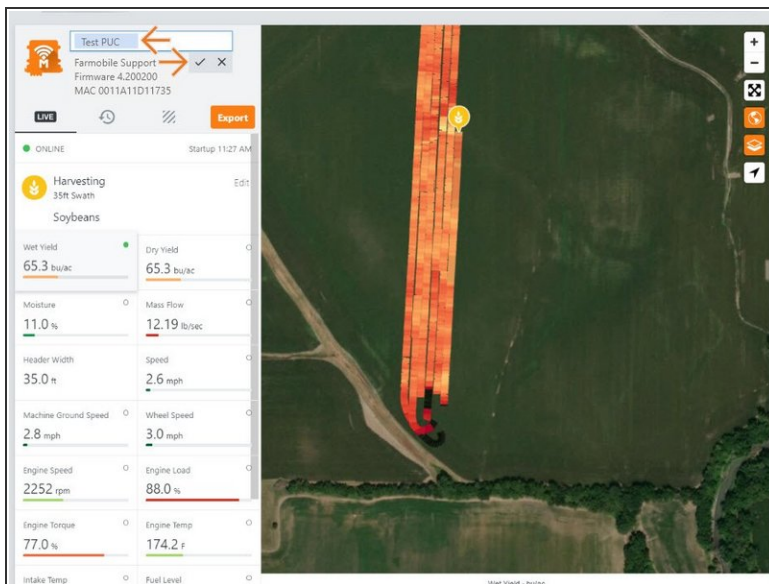 Test PUC
Farmobile Support
Firmware 4.200200
MAC 0011A11D11735
LIVE
Export
ONLINE
Startup 11:27 AM
Harvesting
Edit
35ft Swath
Soybeans
Wet Yield
Dry Yield
65.3 bu/ac
65.3 bu/ac
Moisture
Mass Flow
11.0 %
12.19 lb/sec
Header Width
Speed
35.0 ft
2.6 mph
Machine Ground Speed
Wheel Speed
2.8 mph
3.0 mph
Engine Speed
Engine Load
2252 rpm
88.0 %
Engine Torque
Engine Temp
77.0 %
174.2 F
Intake Temp
Fuel Level
Wet Yield - bu/ac